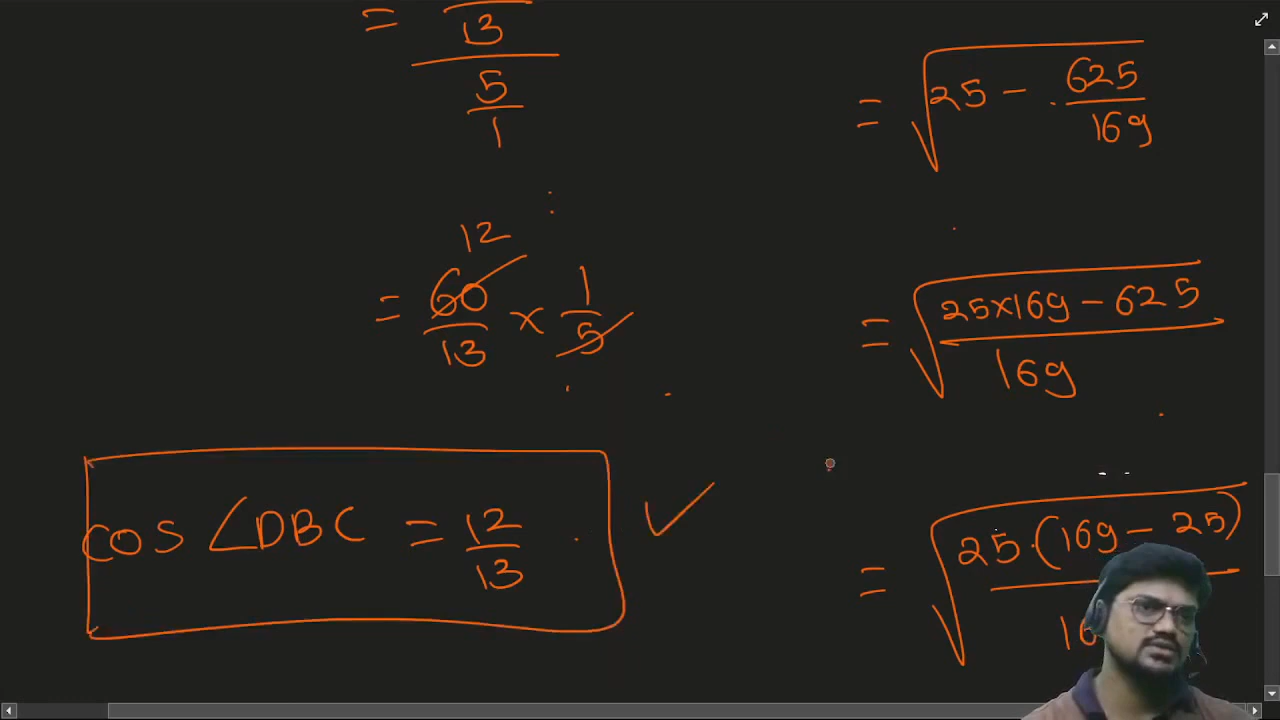 = /13
5/1
12
= 60/13 × 1/5
cos ∠DBC = 12/13
= √(25 − 625/169)
= √((25×169 − 625)/169)
= √(25·(169 − 25)/16